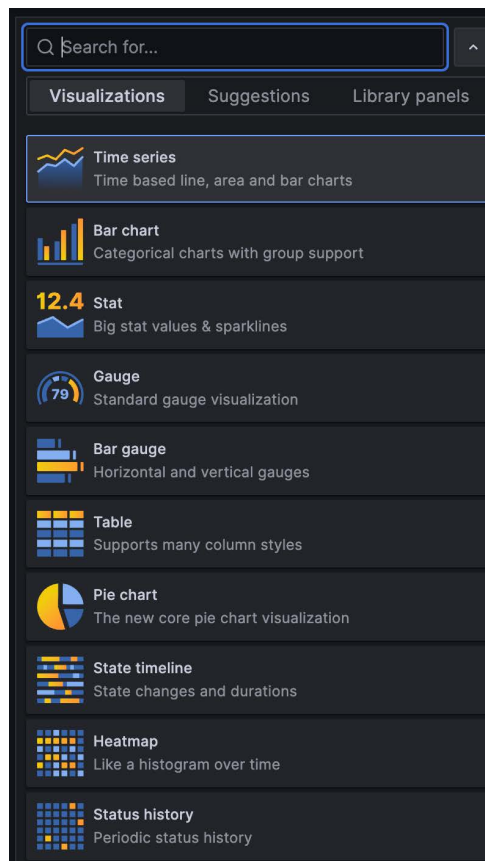 Search for...
Visualizations Suggestions Library panels
Time series
Time based line, area and bar charts
Bar chart
Categorical charts with group support
12.4 Stat
Big stat values & sparklines
Gauge
79
Standard gauge visualization
Bar gauge
Horizontal and vertical gauges
Table
Supports many column styles
Pie chart
The new core pie chart visualization
State timeline
State changes and durations
Heatmap
Like a histogram over time
Status history
Periodic status history